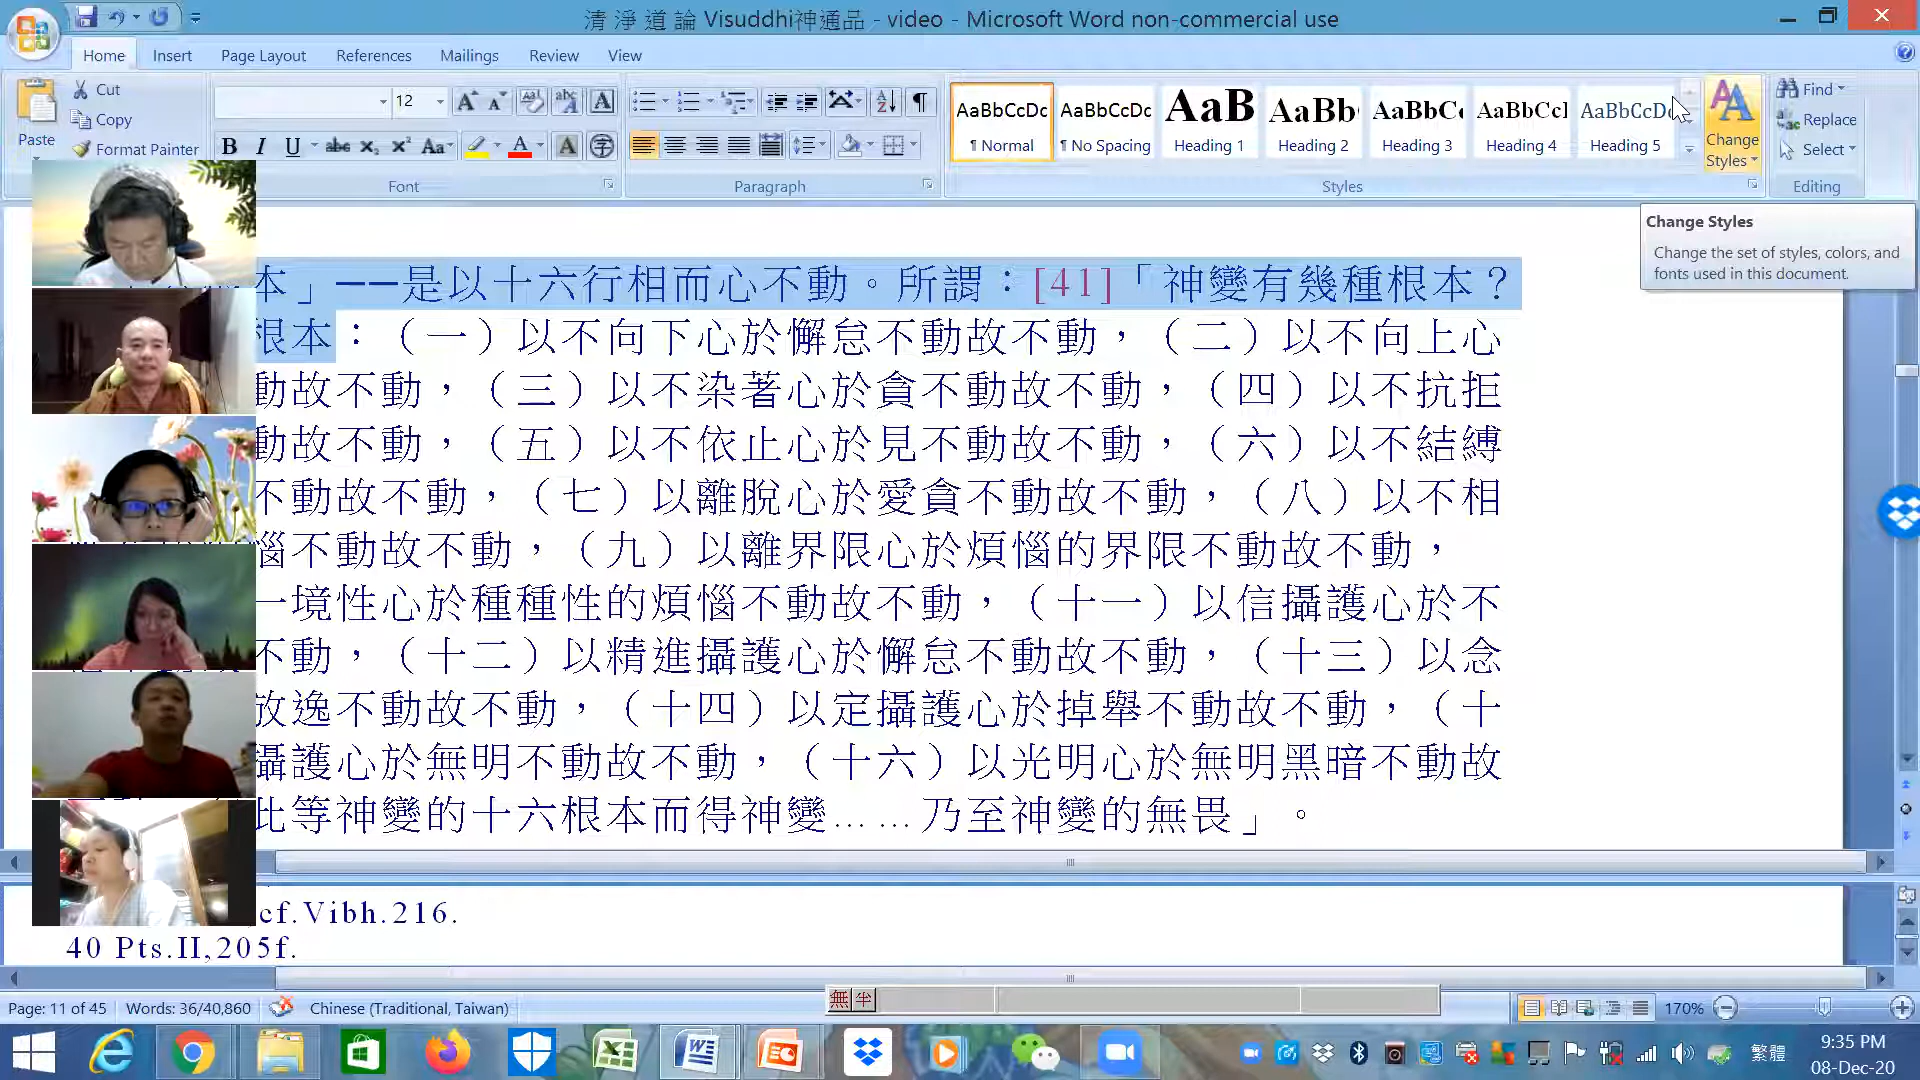 清 淨 道 論 Visuddhi神通品 - video - Microsoft Word non-commercial use
Home Insert Page Layout References Mailings Review View
Paste
Cut
Copy
Format Painter
12
Font
Paragraph
AaBbCcDc ¶ Normal
AaBbCcDc ¶ No Spacing
AaB Heading 1
AaBb Heading 2
AaBbCc Heading 3
AaBbCcI Heading 4
AaBbCcDc Heading 5
Styles
Change Styles
Find
Replace
Select
Editing
Change Styles
Change the set of styles, colors, and
fonts used in this document.
本」──是以十六行相而心不動。所謂：[41]「神變有幾種根本？
根本：（一）以不向下心於懈怠不動故不動，（二）以不向上心
動故不動，（三）以不染著心於貪不動故不動，（四）以不抗拒
動故不動，（五）以不依止心於見不動故不動，（六）以不結縛
不動故不動，（七）以離脫心於愛貪不動故不動，（八）以不相
惱不動故不動，（九）以離界限心於煩惱的界限不動故不動，
一境性心於種種性的煩惱不動故不動，（十一）以信攝護心於不
不動，（十二）以精進攝護心於懈怠不動故不動，（十三）以念
放逸不動故不動，（十四）以定攝護心於掉舉不動故不動，（十
攝護心於無明不動故不動，（十六）以光明心於無明黑暗不動故
此等神變的十六根本而得神變……乃至神變的無畏」。
cf.Vibh.216.
40 Pts.II,205f.
Page: 11 of 45 Words: 36/40,860 Chinese (Traditional, Taiwan)
無 半
170%
繁體
9:35 PM
08-Dec-20